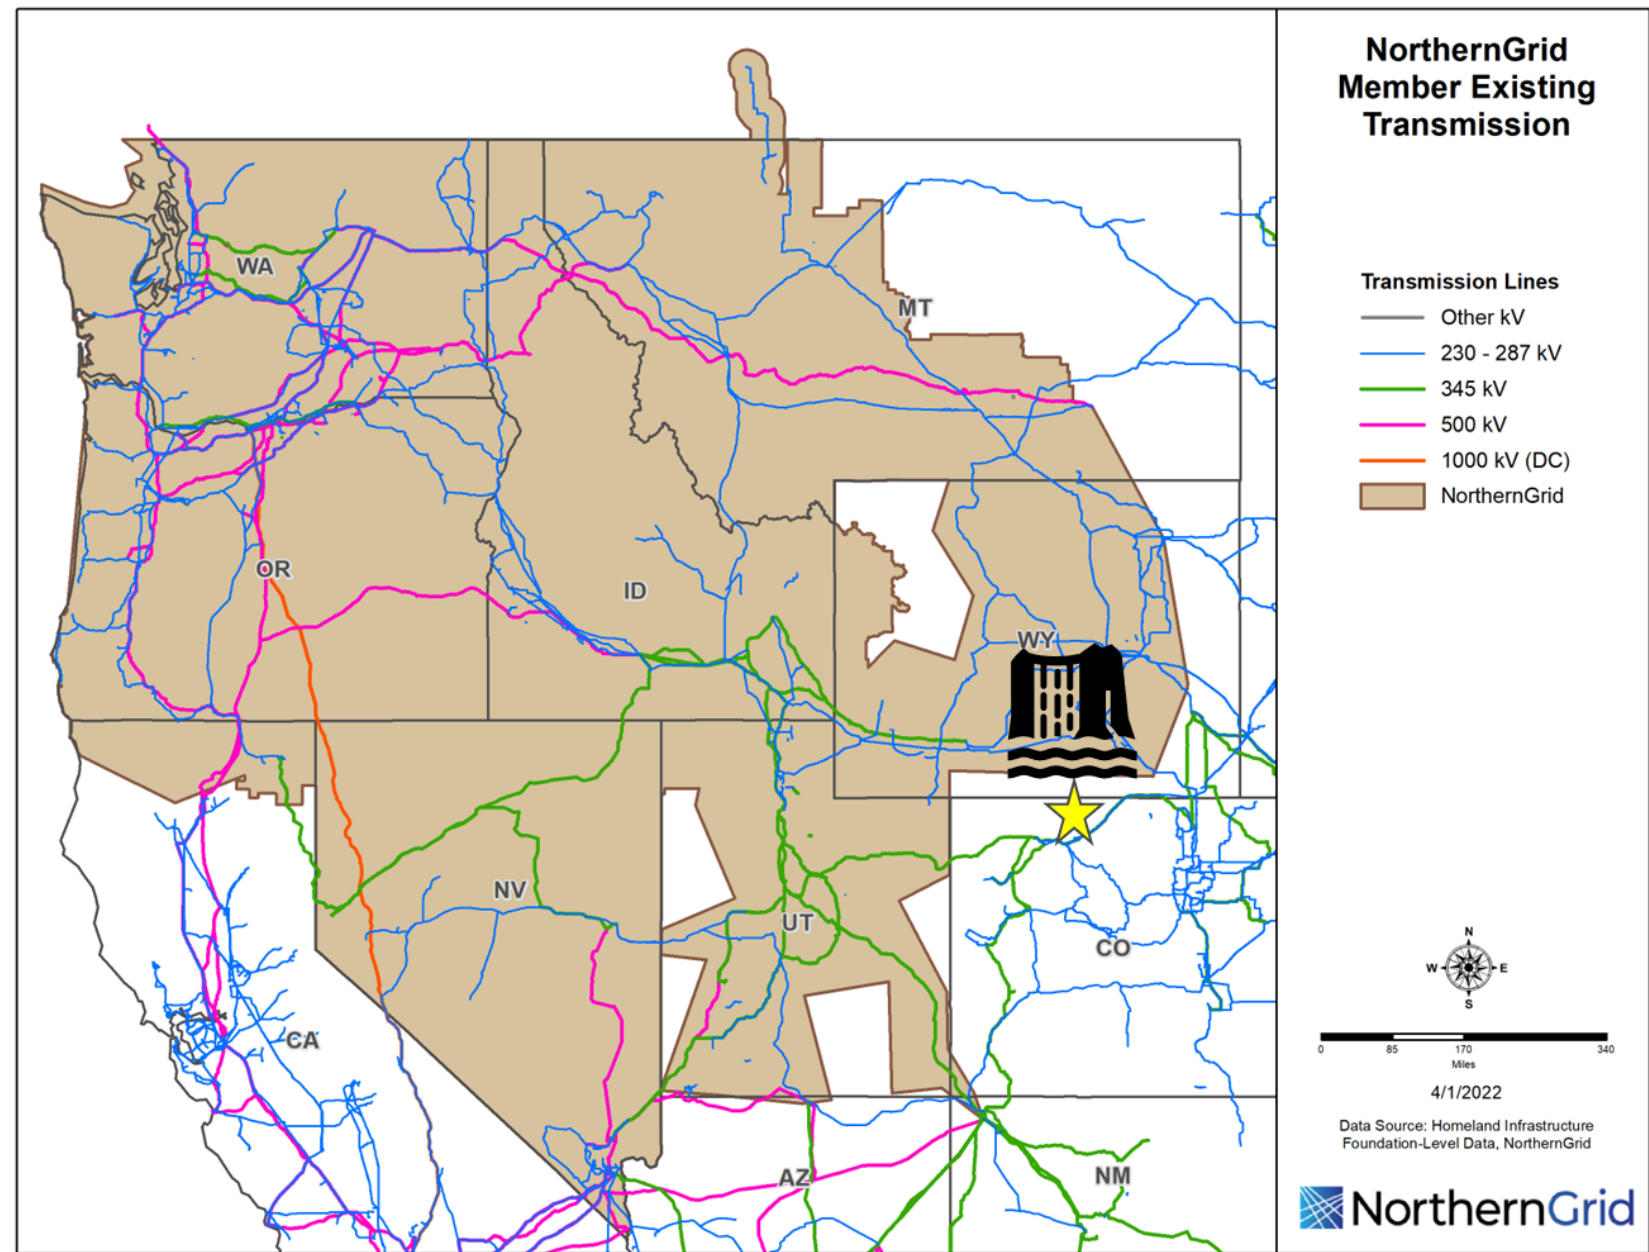 NorthernGrid
Member Existing
Transmission
Transmission Lines
Other kV
230 - 287 kV
345 kV
500 kV
1000 kV (DC)
NorthernGrid
WA
MT
OR
ID
WY
NV
UT
CO
CA
AZ
NM
N
W
E
S
0 85 170 340
Miles
4/1/2022
Data Source: Homeland Infrastructure
Foundation-Level Data, NorthernGrid
NorthernGrid